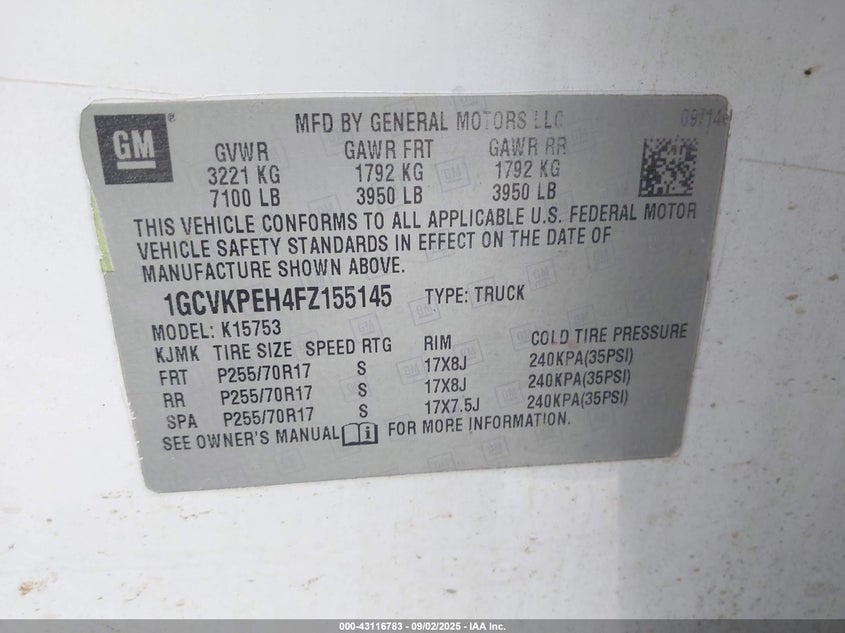 GM®
MFD BY GENERAL MOTORS LLC 09/14
GVWR GAWR FRT GAWR RR
3221 KG 1792 KG 1792 KG
7100 LB 3950 LB 3950 LB
THIS VEHICLE CONFORMS TO ALL APPLICABLE U.S. FEDERAL MOTOR
VEHICLE SAFETY STANDARDS IN EFFECT ON THE DATE OF
MANUFACTURE SHOWN ABOVE.
1GCVKPEH4FZ155145 TYPE: TRUCK
MODEL: K15753
KJMK TIRE SIZE SPEED RTG RIM COLD TIRE PRESSURE
FRT P255/70R17 S 17X8J 240KPA(35PSI)
RR P255/70R17 S 17X8J 240KPA(35PSI)
SPA P255/70R17 S 17X7.5J 240KPA(35PSI)
SEE OWNER'S MANUAL FOR MORE INFORMATION.
000-43116783 - 09/02/2025 - IAA Inc.